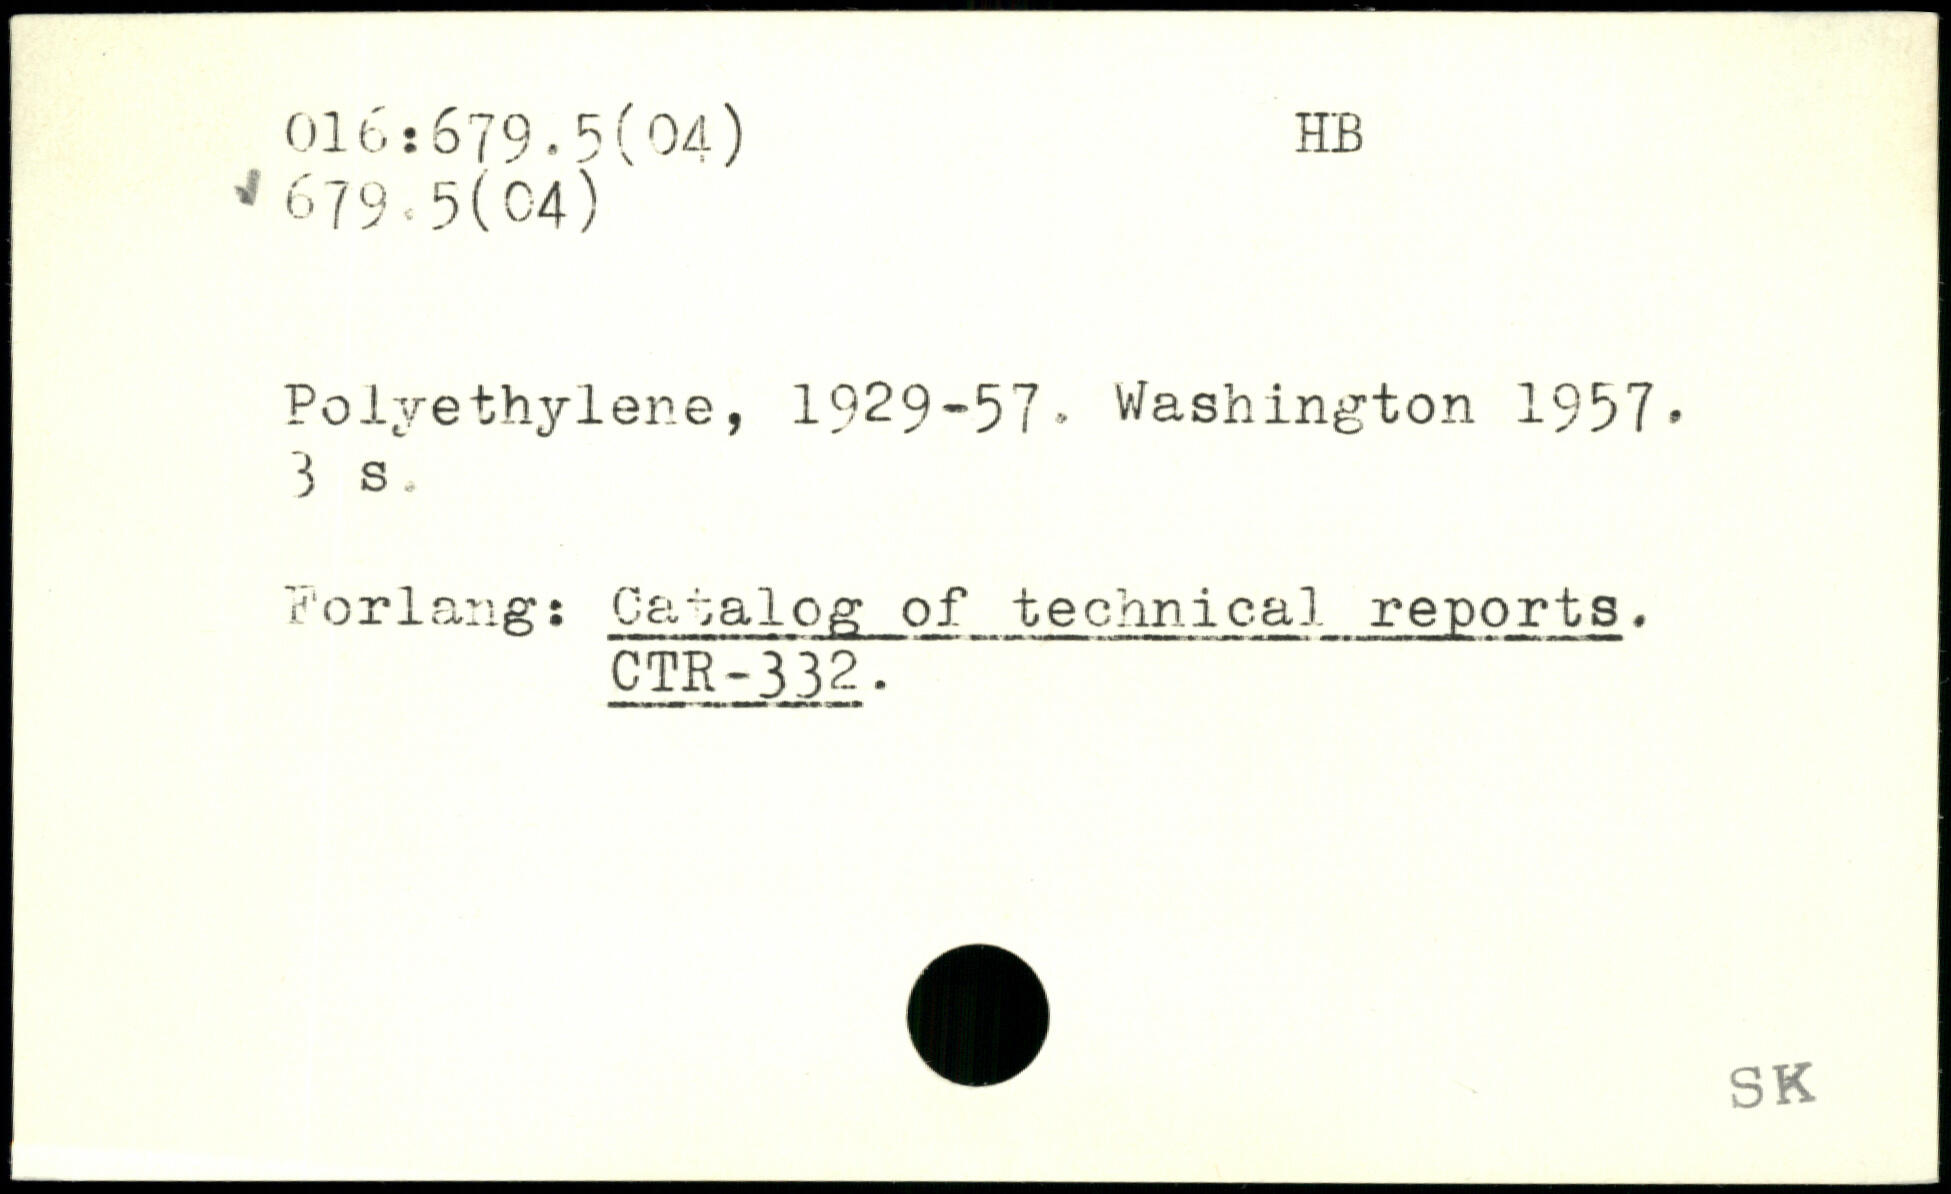 016:679.5(04) HB
✓ 679.5(04)
Polyethylene, 1929-57. Washington 1957.
3 s.
Forlang: Catalog of technical reports.
CTR-332.
SK